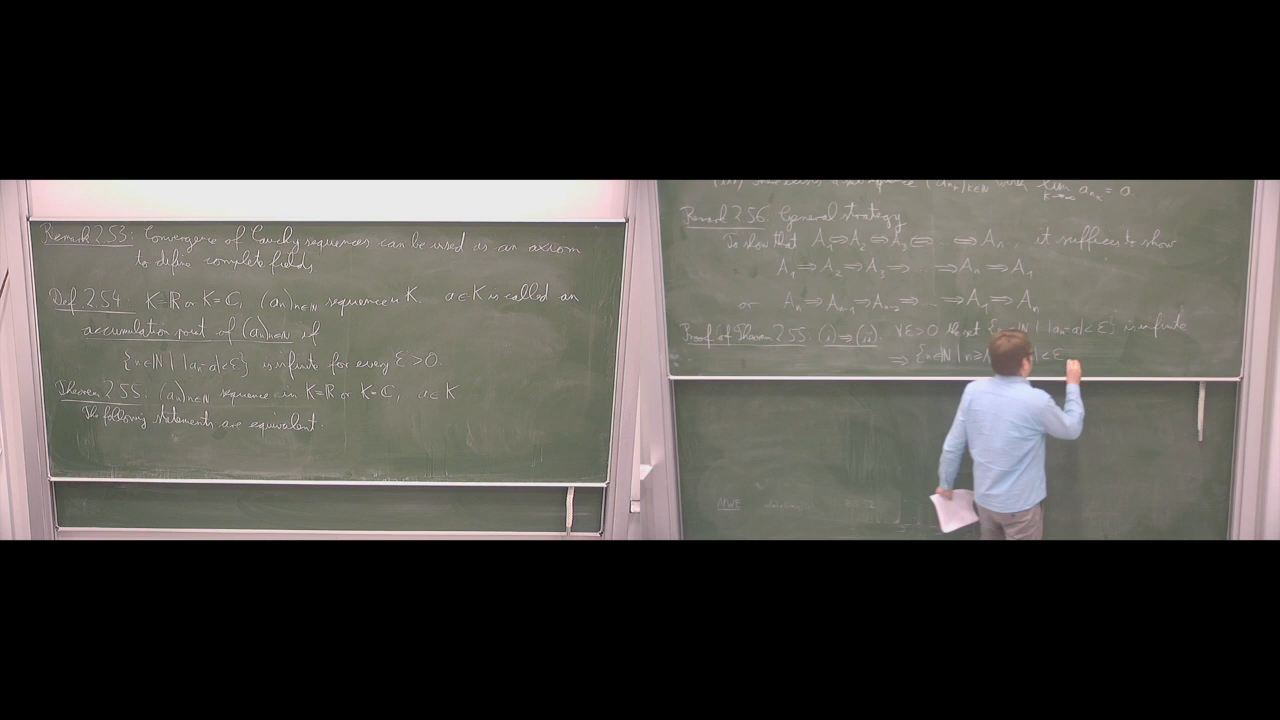 Remark 2.53: Convergence of Cauchy sequences can be used as an axiom
to define complete fields
Def. 2.54: K=ℝ or K=ℂ, (aₙ)ₙ∈ℕ sequence in K. a∈K is called an
accumulation point of (aₙ)ₙ∈ℕ if
{n∈ℕ | |aₙ-a|<ε} is infinite for every ε>0.
Theorem 2.55: (aₙ)ₙ∈ℕ sequence in K=ℝ or K=ℂ, a∈K
The following statements are equivalent:
with lim aₙₖ = a
k→∞
Remark 2.56 General strategy
To show that A₁⇔A₂⇔A₃⇔ ... ⇔Aₙ, it suffices to show
A₁⇒A₂⇒A₃⇒ ... ⇒Aₙ⇒A₁
or Aₙ⇒Aₙ₋₁⇒Aₙ₋₂⇒ ... ⇒A₁⇒Aₙ
Proof of Theorem 2.55: (i)⇒(ii): ∀ε>0 the set {n∈ℕ | |aₙ-a|<ε} is infinite
⇒ {n∈ℕ | n≥ <ε